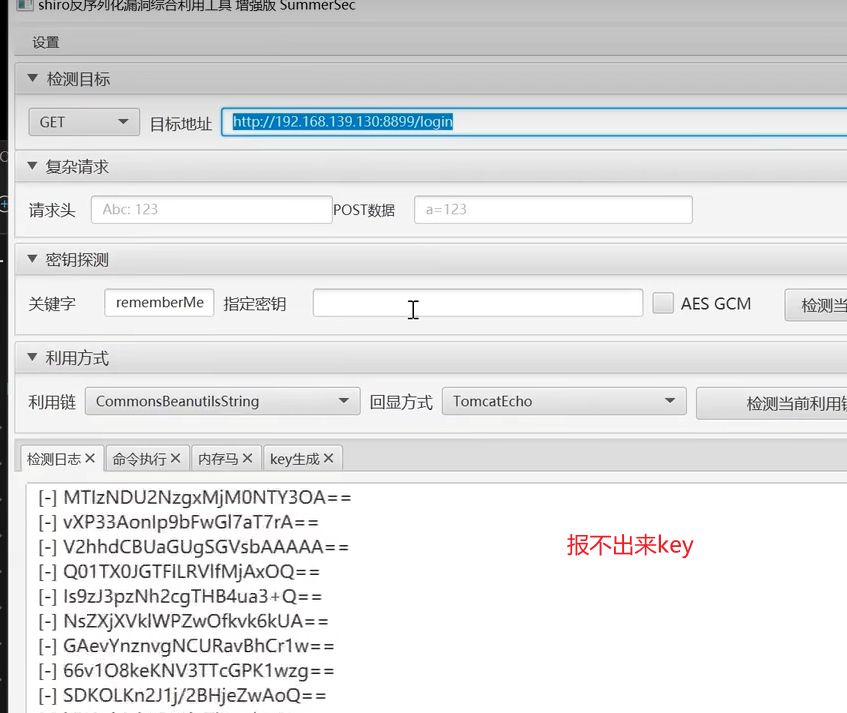 shiro反序列化漏洞综合利用工具 增强版 SummerSec
设置
检测目标
GET 目标地址 http://192.168.139.130:8899/login
复杂请求
请求头 Abc: 123 POST数据 a=123
密钥探测
关键字 rememberMe 指定密钥 AES GCM 检测当
利用方式
利用链 CommonsBeanutilsString 回显方式 TomcatEcho 检测当前利用链
检测日志 命令执行 内存马 key生成
[-] MTIzNDU2NzgxMjM0NTY3OA==
[-] vXP33AonIp9bFwGl7aT7rA==
[-] V2hhdCBUaGUgSGVsbAAAAA==
[-] Q01TX0JGTFlLRVlfMjAxOQ==
[-] Is9zJ3pzNh2cgTHB4ua3+Q==
[-] NsZXjXVklWPZwOfkvk6kUA==
[-] GAevYnznvgNCURavBhCr1w==
[-] 66v1O8keKNV3TTcGPK1wzg==
[-] SDKOLKn2J1j/2BHjeZwAoQ==
报不出来key